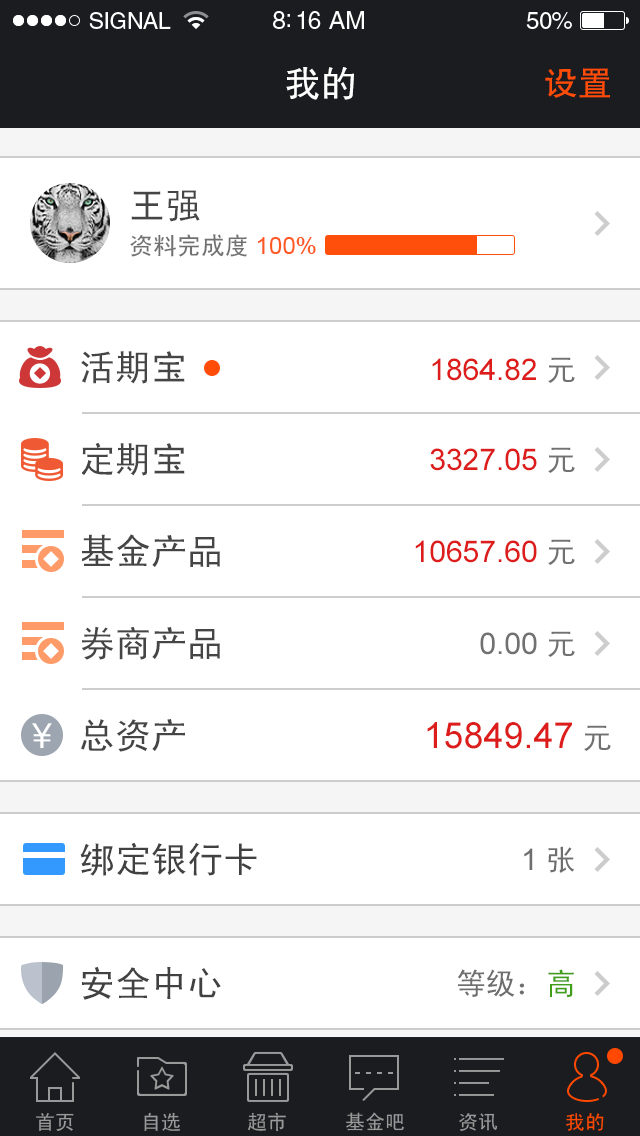 SIGNAL 8:16 AM 50%
我的 设置
王强
资料完成度 100%
活期宝 1864.82 元
定期宝 3327.05 元
基金产品 10657.60 元
券商产品 0.00 元
¥ 总资产 15849.47 元
绑定银行卡 1 张
安全中心 等级：高
首页 自选 超市 基金吧 资讯 我的